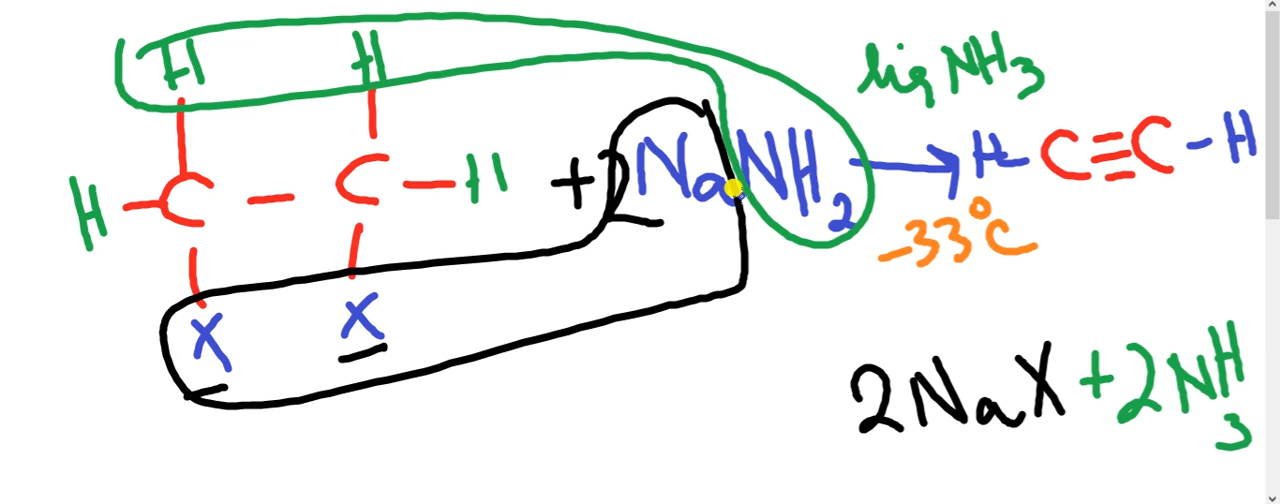 H H liq NH3
H-C-C-H + 2NaNH2 → H-C≡C-H
-33°C
X X
2NaX + 2NH3